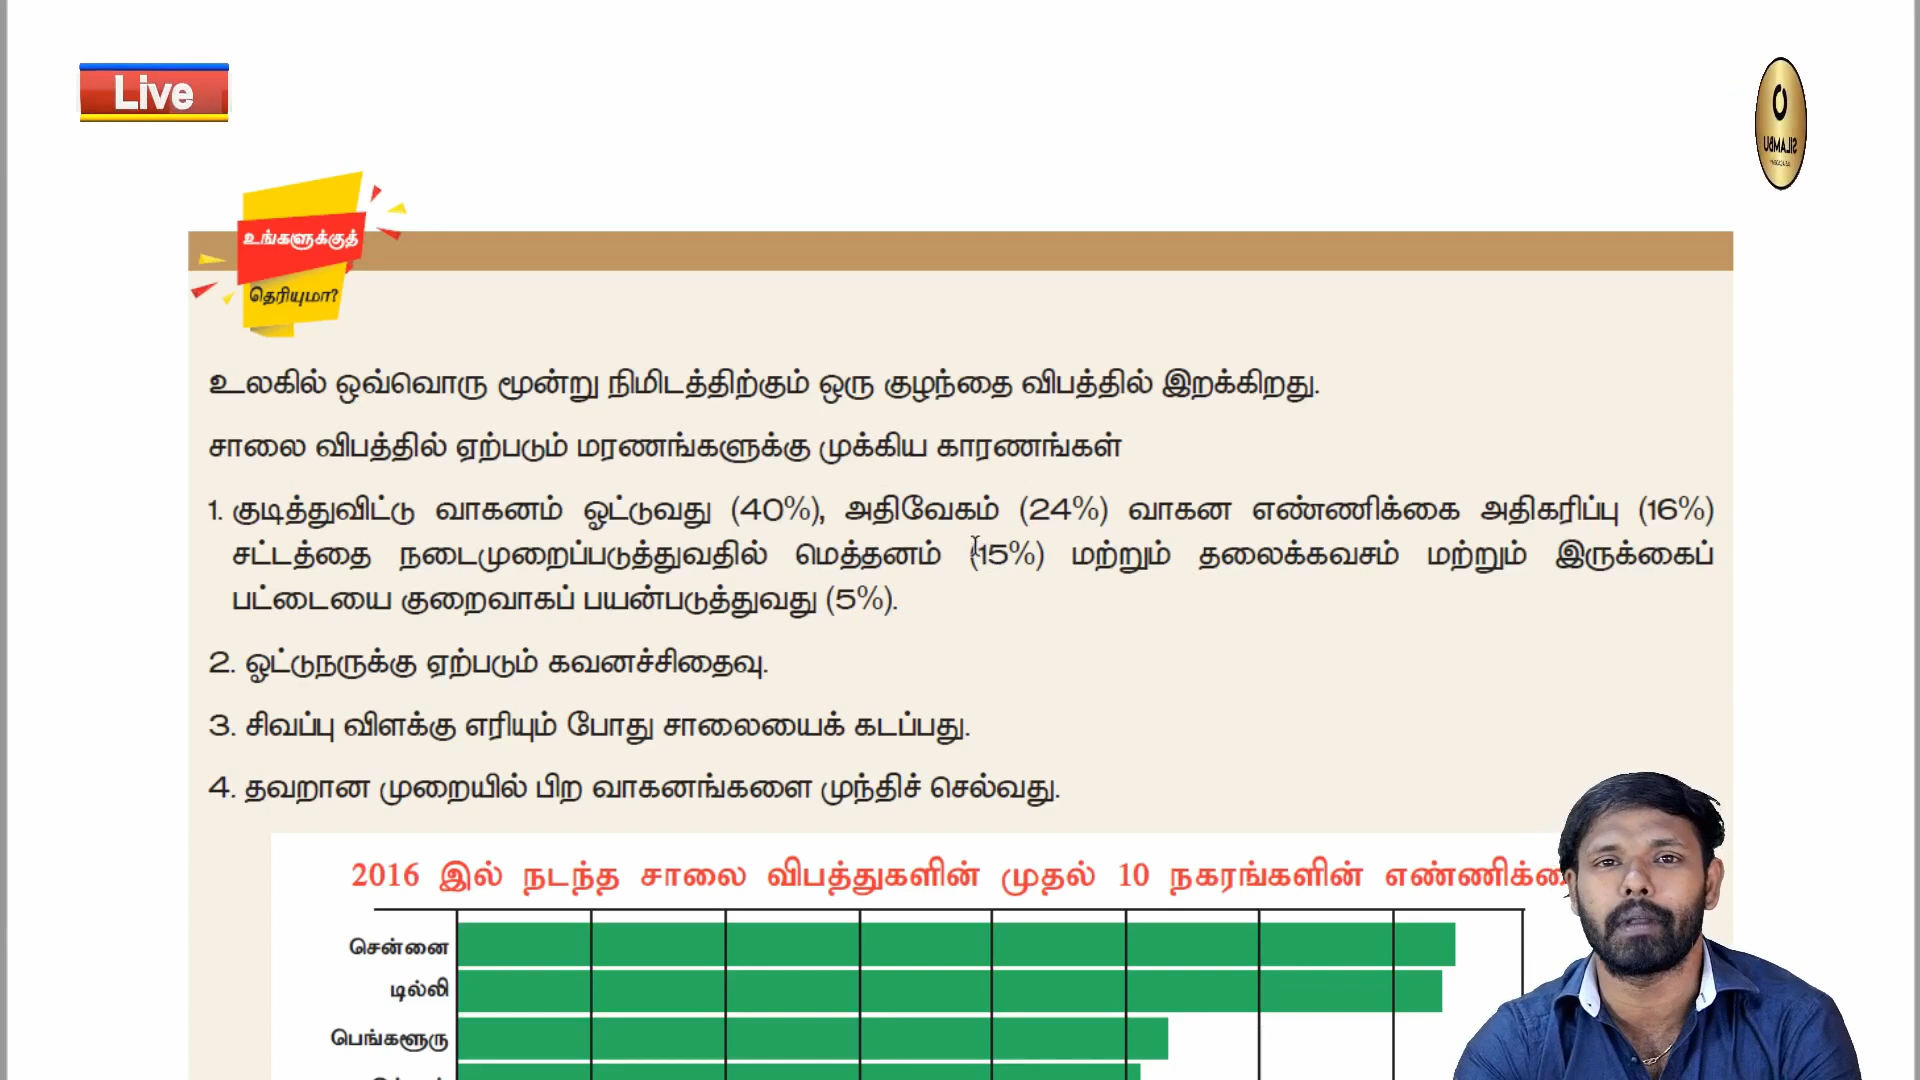 Live
SILAMBU
உங்களுக்குத்
தெரியுமா?
உலகில் ஒவ்வொரு மூன்று நிமிடத்திற்கும் ஒரு குழந்தை விபத்தில் இறக்கிறது.
சாலை விபத்தில் ஏற்படும் மரணங்களுக்கு முக்கிய காரணங்கள்
1. குடித்துவிட்டு வாகனம் ஓட்டுவது (40%), அதிவேகம் (24%) வாகன எண்ணிக்கை அதிகரிப்பு (16%)
சட்டத்தை நடைமுறைப்படுத்துவதில் மெத்தனம் (15%) மற்றும் தலைக்கவசம் மற்றும் இருக்கைப்
பட்டையை குறைவாகப் பயன்படுத்துவது (5%).
2. ஓட்டுநருக்கு ஏற்படும் கவனச்சிதைவு.
3. சிவப்பு விளக்கு எரியும் போது சாலையைக் கடப்பது.
4. தவறான முறையில் பிற வாகனங்களை முந்திச் செல்வது.
2016 இல் நடந்த சாலை விபத்துகளின் முதல் 10 நகரங்களின்
சென்னை
டில்லி
பெங்களூரு